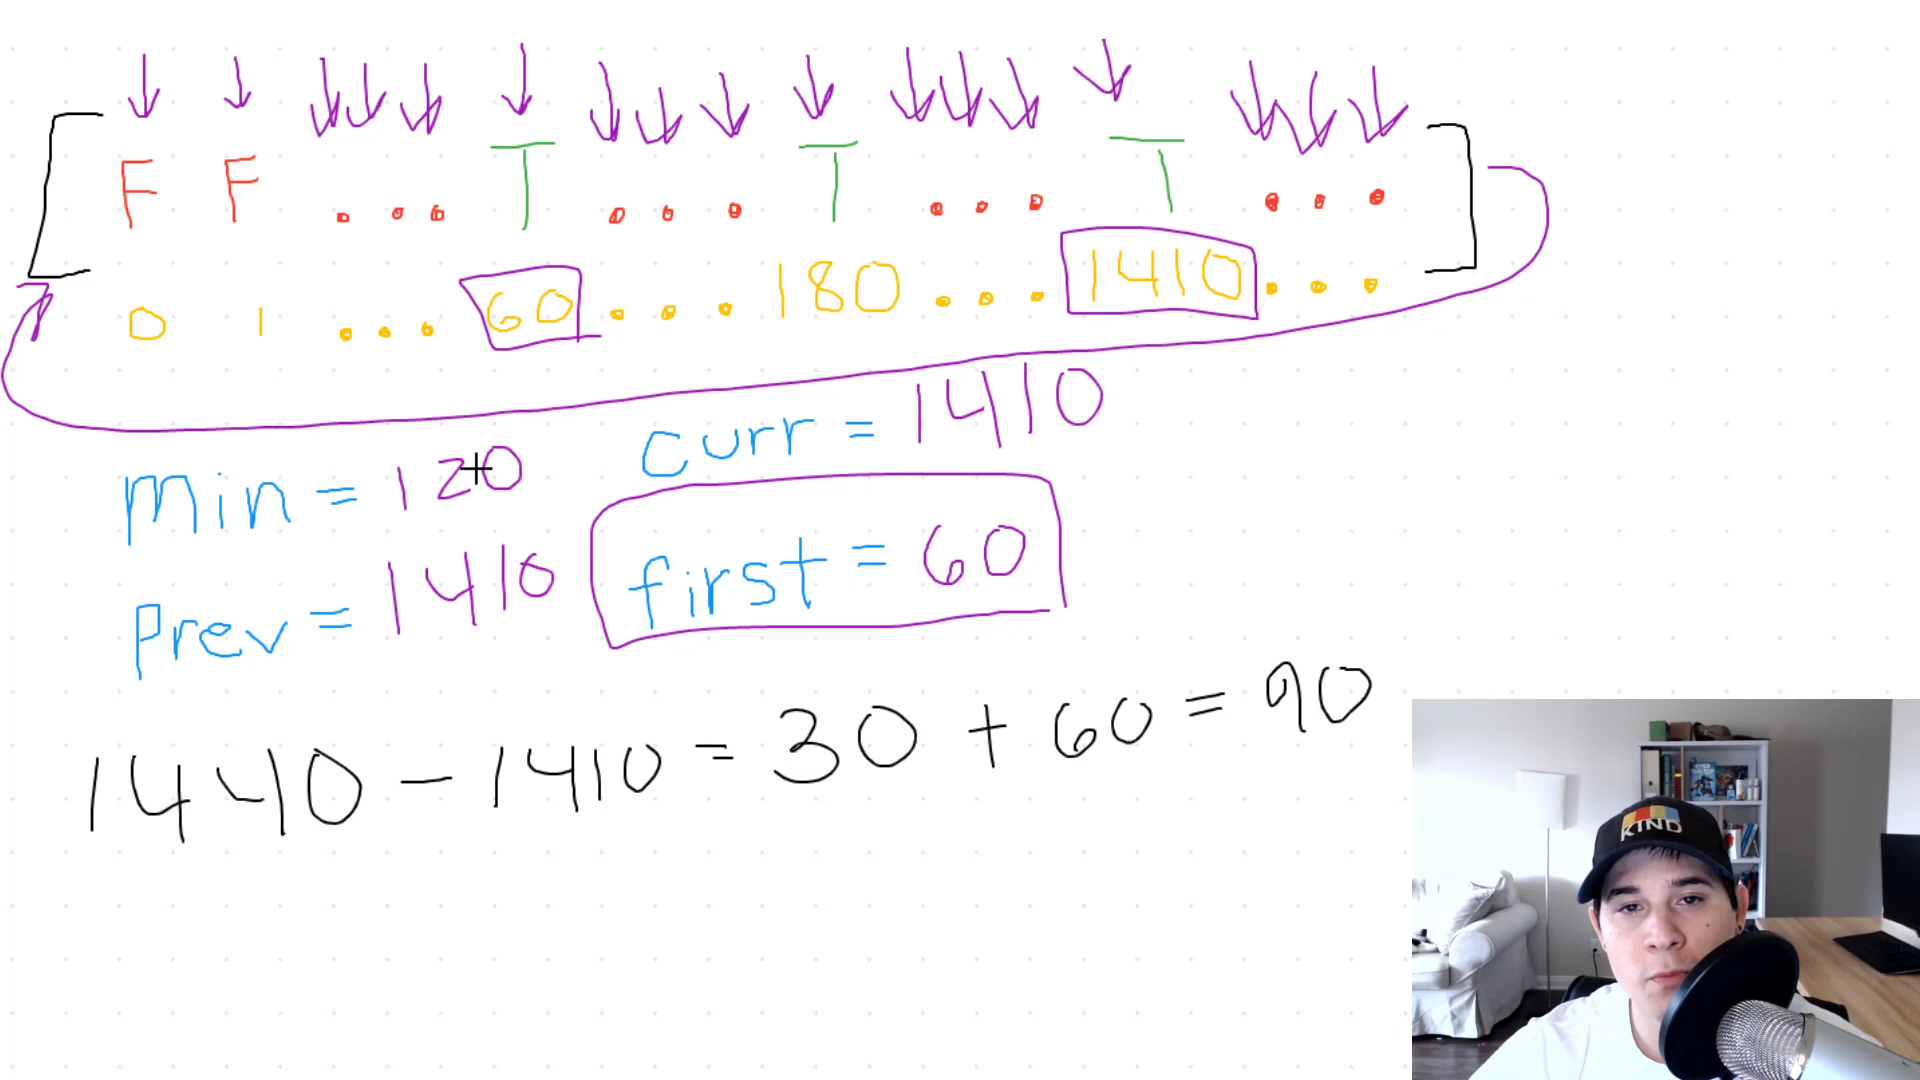 F F ... T ... T ... T ...
0 1 ... 60 ... 180 ... 1410 ...
min = 120 curr = 1410
Prev = 1410 first = 60
1440 - 1410 = 30 + 60 = 90
KIND